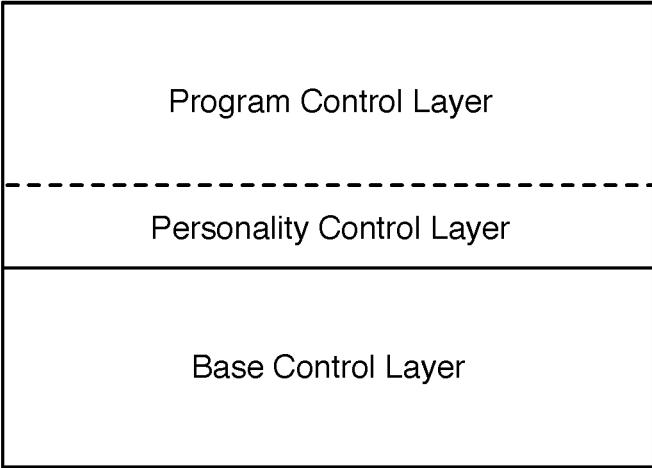 Program Control Layer
Personality Control Layer
Base Control Layer